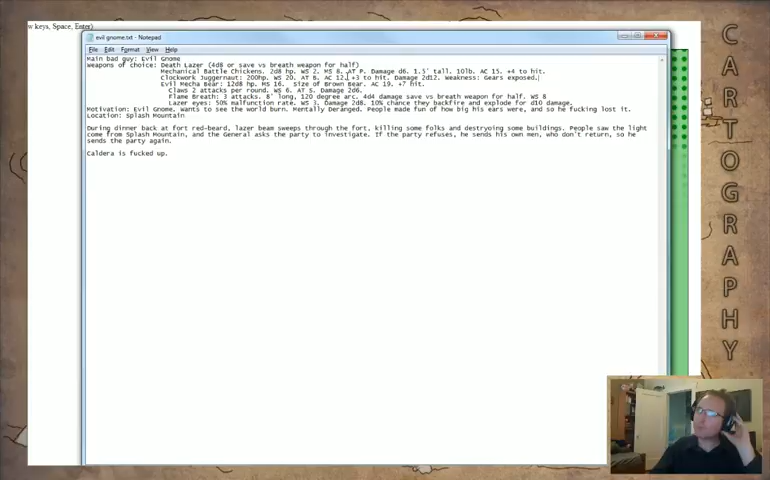 w keys, Space, Enter)
evil gnome.txt - Notepad
File Edit Format View Help
Main bad guy: Evil Gnome
Weapons of choice: Death Lazer (4d8 or save vs breath weapon for half)
Mechanical Battle Chickens. 2d8 hp. WS 2. MS 8. AT P. Damage d6. 1.5' tall. 10lb. AC 15. +4 to hit.
Clockwork Juggernaut: 200hp. WS 20. AT B. AC 12. +3 to hit. Damage 2d12. Weakness: Gears exposed.
Evil Mecha Bear: 12d8 hp. MS 16. Size of Brown Bear. AC 19. +7 hit.
Claws 2 attacks per round. WS 6. AT S. Damage 2d6.
Flame Breath: 3 attacks. 8' long, 120 degree arc. 4d4 damage save vs breath weapon for half. WS 8
Lazer eyes: 50% malfunction rate. WS 3. Damage 2d8. 10% chance they backfire and explode for d10 damage.
Motivation: Evil Gnome. Wants to see the world burn. Mentally Deranged. People made fun of how big his ears were, and so he fucking lost it.
Location: Splash Mountain
During dinner back at fort red-beard, lazer beam sweeps through the fort, killing some folks and destryoing some buildings. People saw the light
come from Splash Mountain, and the General asks the party to investigate. If the party refuses, he sends his own men, who don't return, so he
sends the party again.
Caldera is fucked up.
CARTOGRAPHY